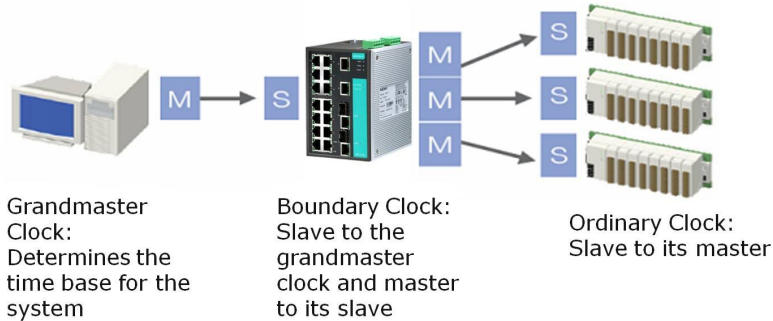 M
S
M
M
M
S
S
S
Grandmaster
Clock:
Determines the
time base for the
system
Boundary Clock:
Slave to the
grandmaster
clock and master
to its slave
Ordinary Clock:
Slave to its master